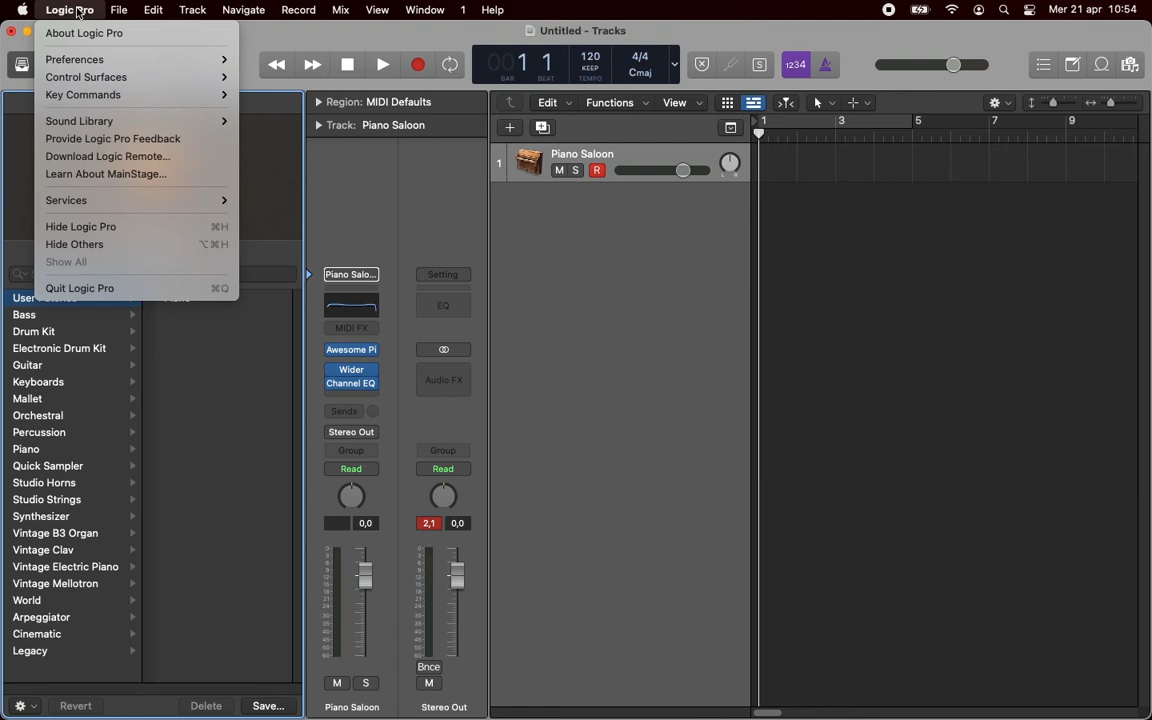 Logic Pro File Edit Track Navigate Record Mix View Window 1 Help Mer 21 apr 10:54
Untitled - Tracks
About Logic Pro
Preferences
Control Surfaces
Key Commands
Sound Library
Provide Logic Pro Feedback
Download Logic Remote...
Learn About MainStage...
Services
Hide Logic Pro ⌘H
Hide Others ⌥⌘H
Show All
Quit Logic Pro ⌘Q
001 1
BAR BEAT
120
KEEP
TEMPO
4/4
Cmaj
S
1234
Region: MIDI Defaults
Track: Piano Saloon
Edit Functions View
1 3 5 7 9
1 Piano Saloon
M S R
L R
Bass
Drum Kit
Electronic Drum Kit
Guitar
Keyboards
Mallet
Orchestral
Percussion
Piano
Quick Sampler
Studio Horns
Studio Strings
Synthesizer
Vintage B3 Organ
Vintage Clav
Vintage Electric Piano
Vintage Mellotron
World
Arpeggiator
Cinematic
Legacy
Revert Delete Save...
Piano Salo...
MIDI FX
Awesome Pi
Wider
Channel EQ
Sends
Stereo Out
Group
Read
0,0
M S
Piano Saloon
Setting
EQ
Audio FX
Group
Read
2,1 0,0
Bnce
M
Stereo Out